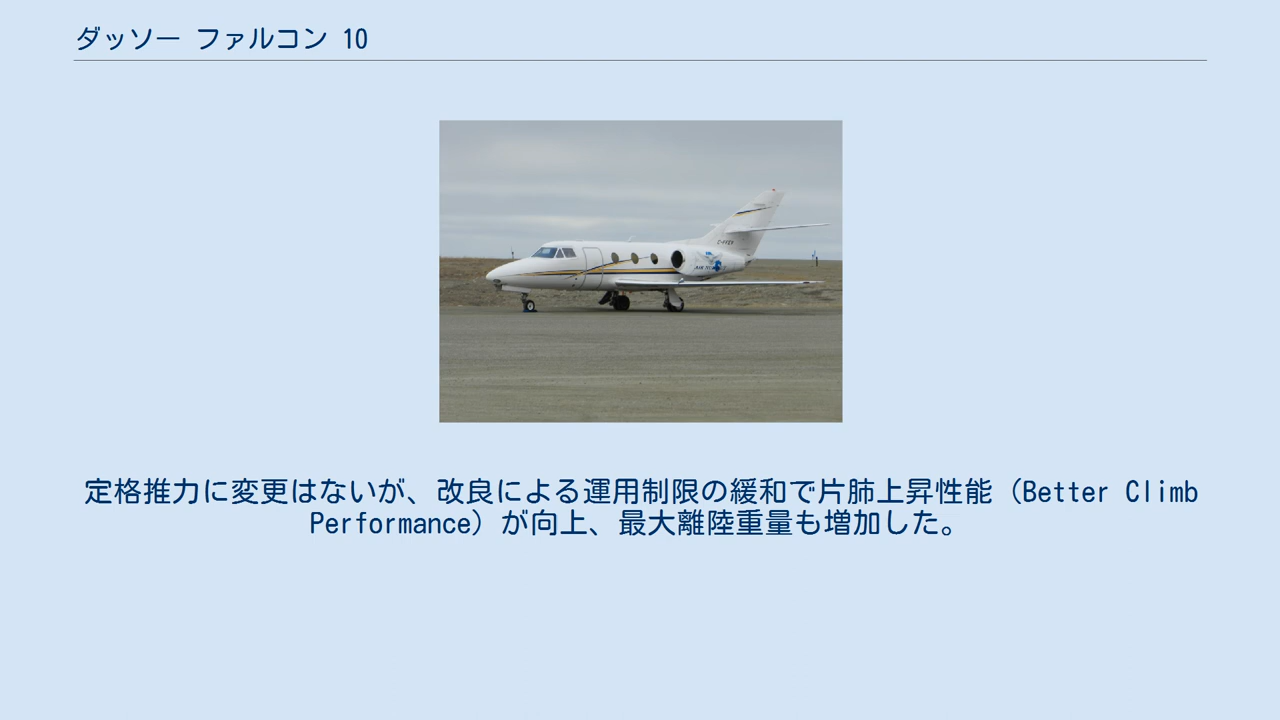 ダッソー ファルコン 10
定格推力に変更はないが、改良による運用制限の緩和で片肺上昇性能（Better Climb
Performance）が向上、最大離陸重量も増加した。